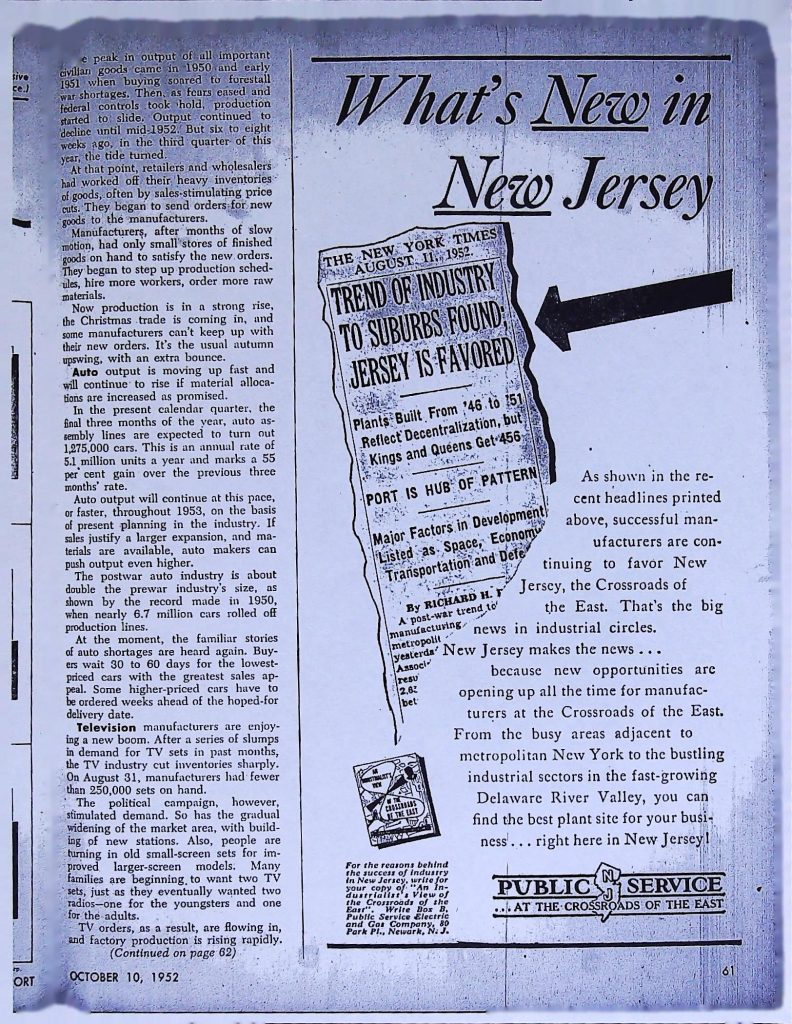 sive
ce.)
ORT
e peak in output of all important
civilian goods came in 1950 and early
1951 when buying soared to forestall
war shortages. Then, as fears eased and
federal controls took hold, production
started to slide. Output continued to
decline until mid-1952. But six to eight
weeks ago, in the third quarter of this
year, the tide turned.
At that point, retailers and wholesalers
had worked off their heavy inventories
of goods, often by sales-stimulating price
cuts. They began to send orders for new
goods to the manufacturers.
Manufacturers, after months of slow
motion, had only small stores of finished
goods on hand to satisfy the new orders.
They began to step up production sched-
ules, hire more workers, order more raw
materials.
Now production is in a strong rise,
the Christmas trade is coming in, and
some manufacturers can't keep up with
their new orders. It's the usual autumn
upswing, with an extra bounce.
Auto output is moving up fast and
will continue to rise if material alloca-
tions are increased as promised.
In the present calendar quarter, the
final three months of the year, auto as-
sembly lines are expected to turn out
1,275,000 cars. This is an annual rate of
5.1 million units a year and marks a 55
per cent gain over the previous three
months' rate.
Auto output will continue at this pace,
or faster, throughout 1953, on the basis
of present planning in the industry. If
sales justify a larger expansion, and ma-
terials are available, auto makers can
push output even higher.
The postwar auto industry is about
double the prewar industry's size, as
shown by the record made in 1950,
when nearly 6.7 million cars rolled off
production lines.
At the moment, the familiar stories
of auto shortages are heard again. Buy-
ers wait 30 to 60 days for the lowest-
priced cars with the greatest sales ap-
peal. Some higher-priced cars have to
be ordered weeks ahead of the hoped-for
delivery date.
Television manufacturers are enjoy-
ing a new boom. After a series of slumps
in demand for TV sets in past months,
the TV industry cut inventories sharply.
On August 31, manufacturers had fewer
than 250,000 sets on hand.
The political campaign, however,
stimulated demand. So has the gradual
widening of the market area, with build-
ing of new stations. Also, people are
turning in old small-screen sets for im-
proved larger-screen models. Many
families are beginning to want two TV
sets, just as they eventually wanted two
radios—one for the youngsters and one
for the adults.
TV orders, as a result, are flowing in,
and factory production is rising rapidly.
(Continued on page 62)
OCTOBER 10, 1952
What's New in
New Jersey
THE NEW YORK TIMES
AUGUST 11, 1952.
TREND OF INDUSTRY
TO SUBURBS FOUND;
JERSEY IS FAVORED
Plants Built From '46 to '51
Reflect Decentralization, but
Kings and Queens Get 456
PORT IS HUB OF PATTERN
Major Factors in Development
Listed as Space, Econom
Transportation and Defe
By RICHARD H.
A post-war trend to
manufacturing
metropolit
yesterda
Assoc
resu
2,6
bet
As shown in the re-
cent headlines printed
above, successful man-
ufacturers are con-
tinuing to favor New
Jersey, the Crossroads of
the East. That's the big
news in industrial circles.
New Jersey makes the news . . .
because new opportunities are
opening up all the time for manufac-
turers at the Crossroads of the East.
From the busy areas adjacent to
metropolitan New York to the bustling
industrial sectors in the fast-growing
Delaware River Valley, you can
find the best plant site for your busi-
ness . . . right here in New Jersey!
AN
INDUSTRIALIST'S
VIEW
OF THE
CROSSROADS
OF THE EAST
For the reasons behind
the success of industry
in New Jersey, write for
your copy of "An In-
dustrialist's View of
the Crossroads of the
East". Write Box B,
Public Service Electric
and Gas Company, 80
Park Pl., Newark, N. J.
PUBLIC NJ SERVICE
...AT THE CROSSROADS OF THE EAST
61